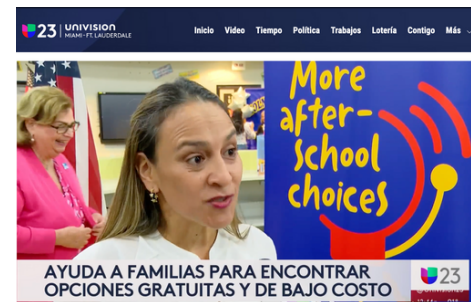 23 UNIVISION
MIAMI-FT. LAUDERDALE
Inicio Video Tiempo Política Trabajos Lotería Contigo Más
More
after-
school
choices
AYUDA A FAMILIAS PARA ENCONTRAR
OPCIONES GRATUITAS Y DE BAJO COSTO
23